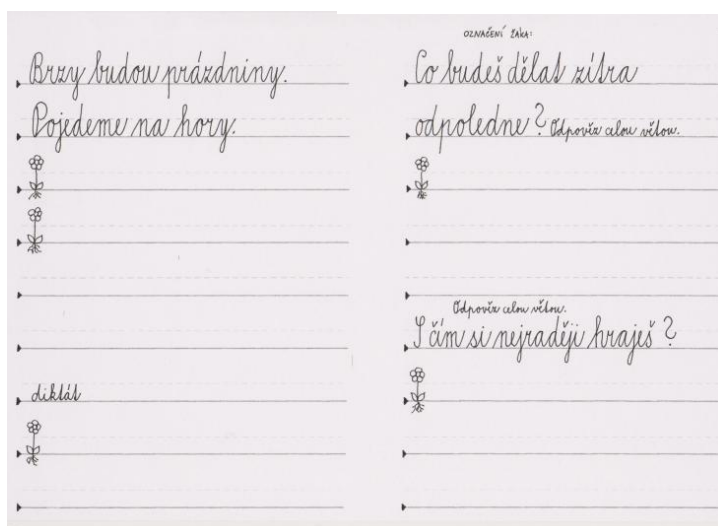 Brzy budou prázdniny.
Pojedeme na hory.
diktát
OZNAČENÍ ŽÁKA:
Co budeš dělat zítra
odpoledne? Odpověz celou větou.
Odpověz celou větou.
S čím si nejraději hraješ?